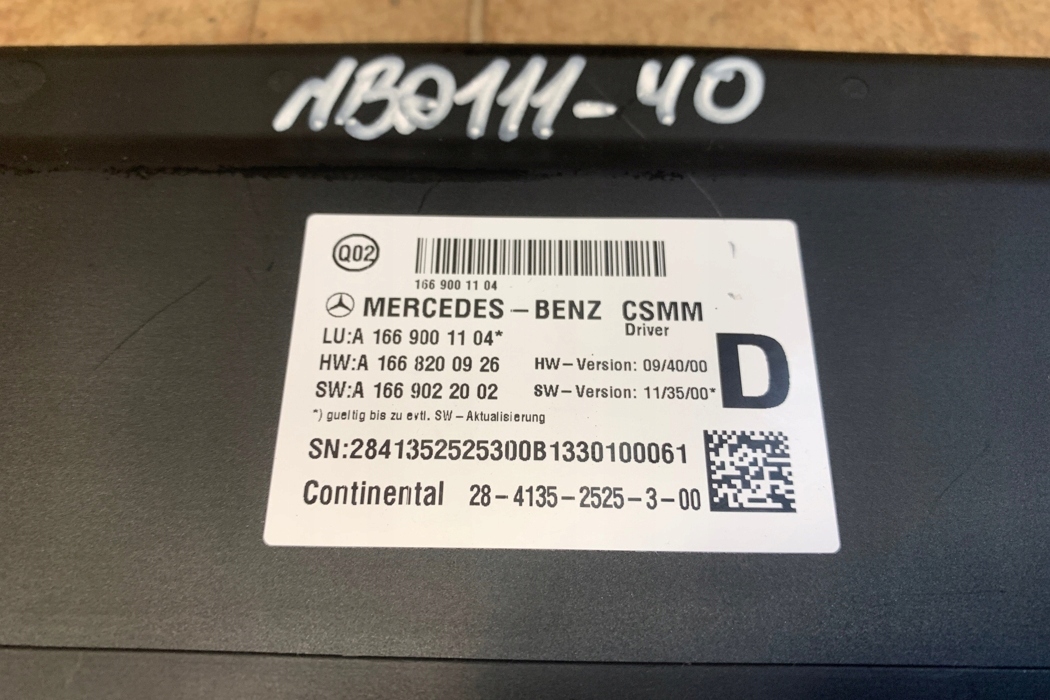 NBQ111-40
Q02
166 900 11 04
MERCEDES-BENZ CSMM
Driver
LU:A 166 900 11 04*
D
HW:A 166 820 09 26 HW-Version: 09/40/00
SW:A 166 902 20 02 SW-Version: 11/35/00*
*) gueltig bis zu evtl. SW-Aktualisierung
SN:2841352525300B1330100061
Continental 28-4135-2525-3-00